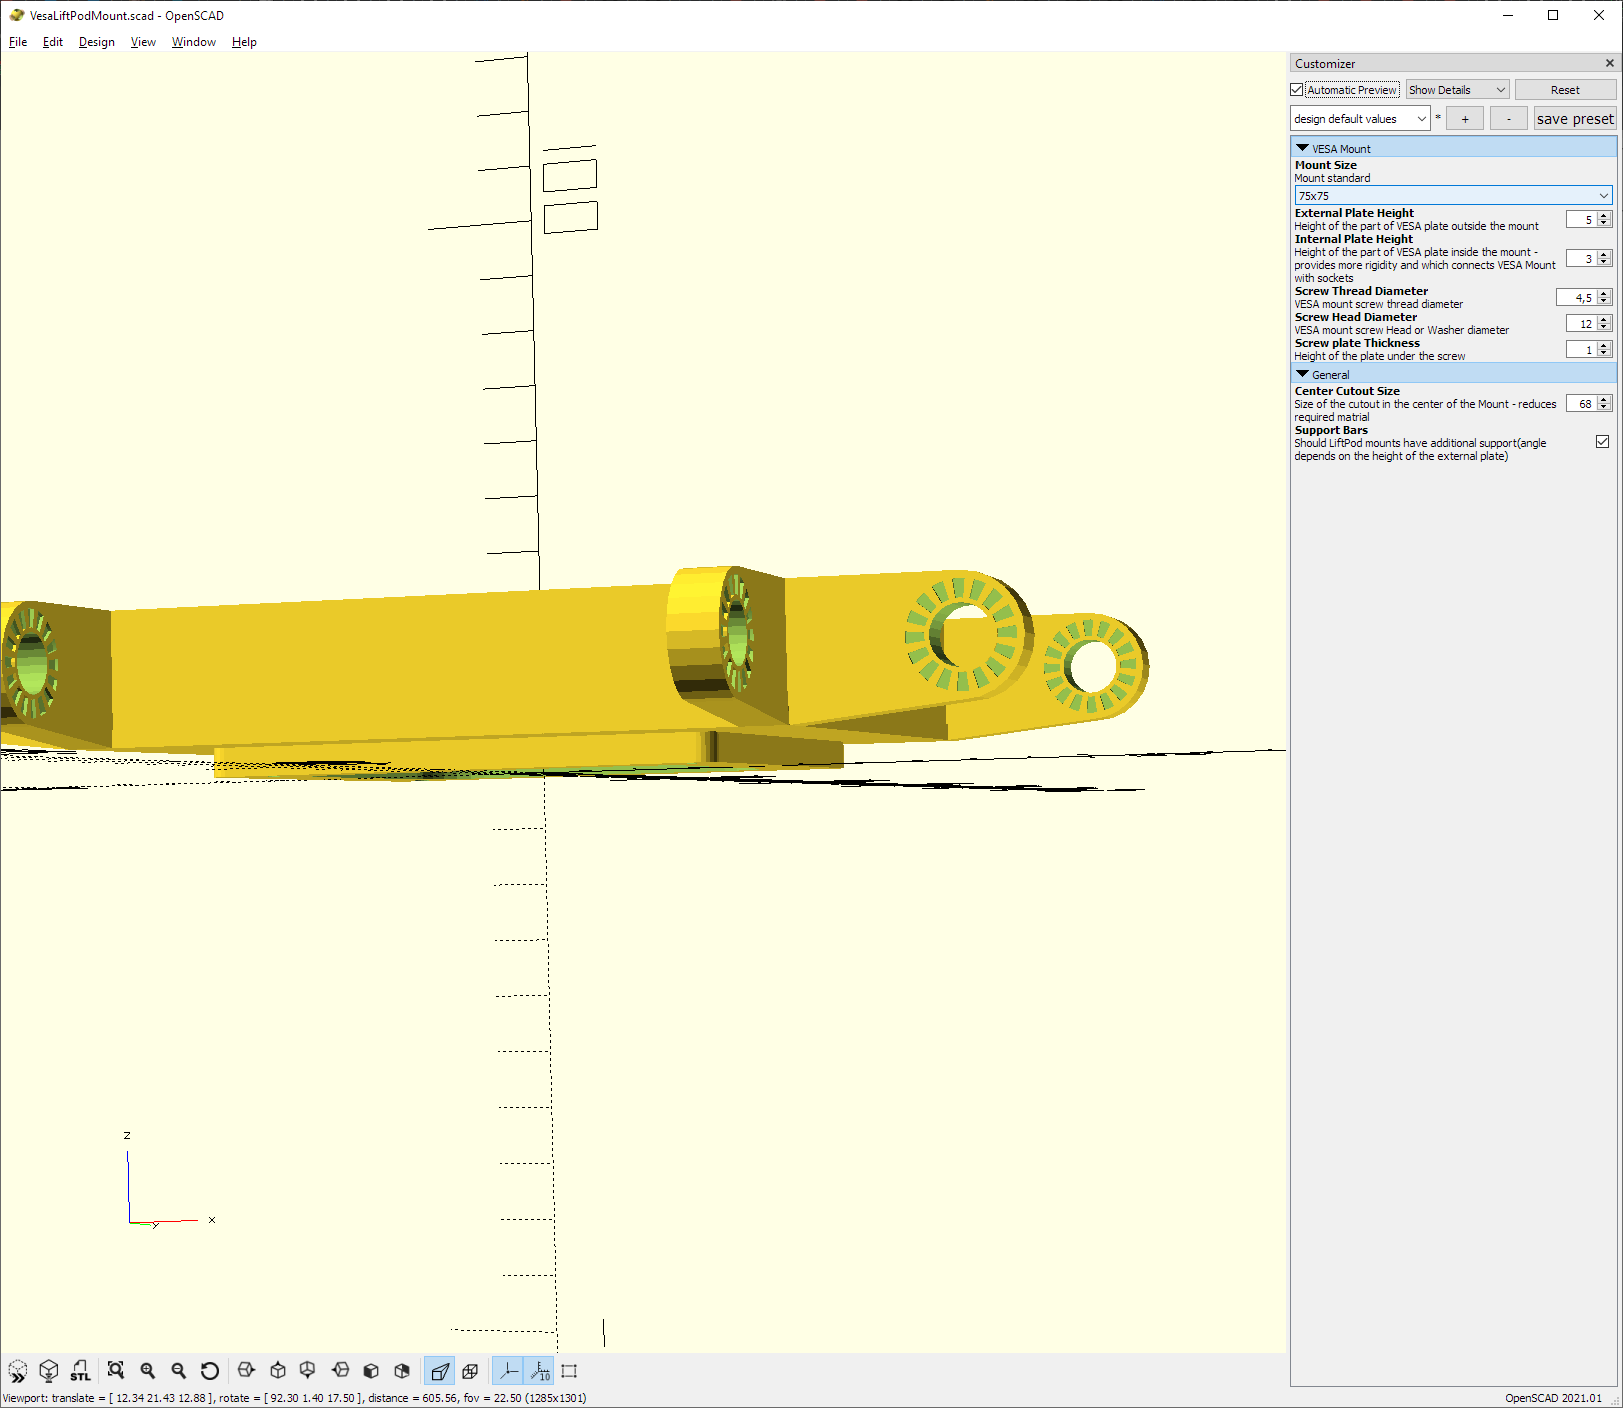 VesaLiftPodMount.scad - OpenSCAD
File Edit Design View Window Help
Customizer
Automatic Preview Show Details Reset
design default values * + - save preset
VESA Mount
Mount Size
Mount standard
75x75
External Plate Height
Height of the part of VESA plate outside the mount 5
Internal Plate Height
Height of the part of VESA plate inside the mount -
provides more rigidity and which connects VESA Mount 3
with sockets
Screw Thread Diameter
VESA mount screw thread diameter 4,5
Screw Head Diameter
VESA mount screw Head or Washer diameter 12
Screw plate Thickness
Height of the plate under the screw 1
General
Center Cutout Size
Size of the cutout in the center of the Mount - reduces 68
required matrial
Support Bars
Should LiftPod mounts have additional support(angle
depends on the height of the external plate)
z
x
y
STL
10
Viewport: translate = [ 12.34 21.43 12.88 ], rotate = [ 92.30 1.40 17.50 ], distance = 605.56, fov = 22.50 (1285x1301) OpenSCAD 2021.01